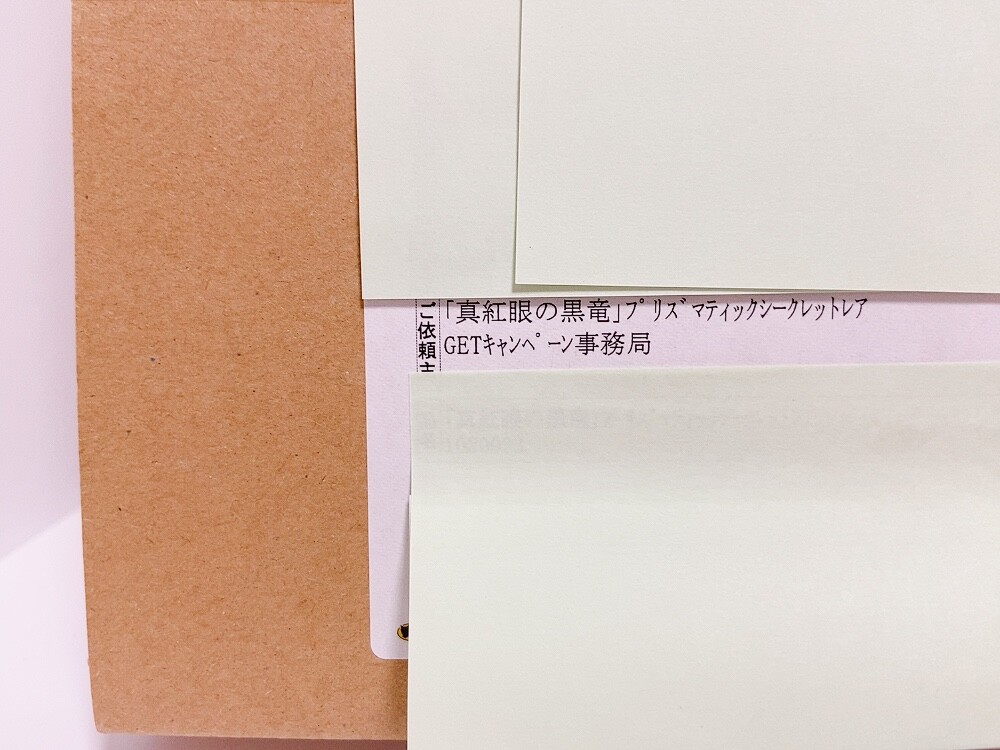 ご依頼主
「真紅眼の黒竜」プリズマティックシークレットレア
GETキャンペーン事務局